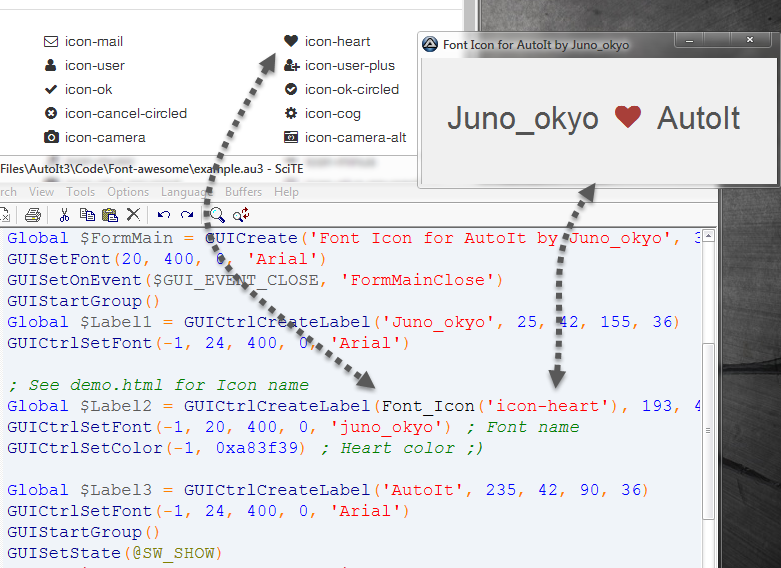 icon-mail
icon-heart
icon-user
icon-user-plus
icon-ok
icon-ok-circled
icon-cancel-circled
icon-cog
icon-camera
icon-camera-alt
Font Icon for AutoIt by Juno_okyo
Juno_okyo AutoIt
Files\AutoIt3\Code\Font-awesome\example.au3 - SciTE
rch View Tools Options Language Buffers Help
Global $FormMain = GUICreate('Font Icon for AutoIt by Juno_okyo', 3
GUISetFont(20, 400, 0, 'Arial')
GUISetOnEvent($GUI_EVENT_CLOSE, 'FormMainClose')
GUIStartGroup()
Global $Label1 = GUICtrlCreateLabel('Juno_okyo', 25, 42, 155, 36)
GUICtrlSetFont(-1, 24, 400, 0, 'Arial')
; See demo.html for Icon name
Global $Label2 = GUICtrlCreateLabel(Font_Icon('icon-heart'), 193, 4
GUICtrlSetFont(-1, 20, 400, 0, 'juno_okyo') ; Font name
GUICtrlSetColor(-1, 0xa83f39) ; Heart color ;)
Global $Label3 = GUICtrlCreateLabel('AutoIt', 235, 42, 90, 36)
GUICtrlSetFont(-1, 24, 400, 0, 'Arial')
GUIStartGroup()
GUISetState(@SW_SHOW)